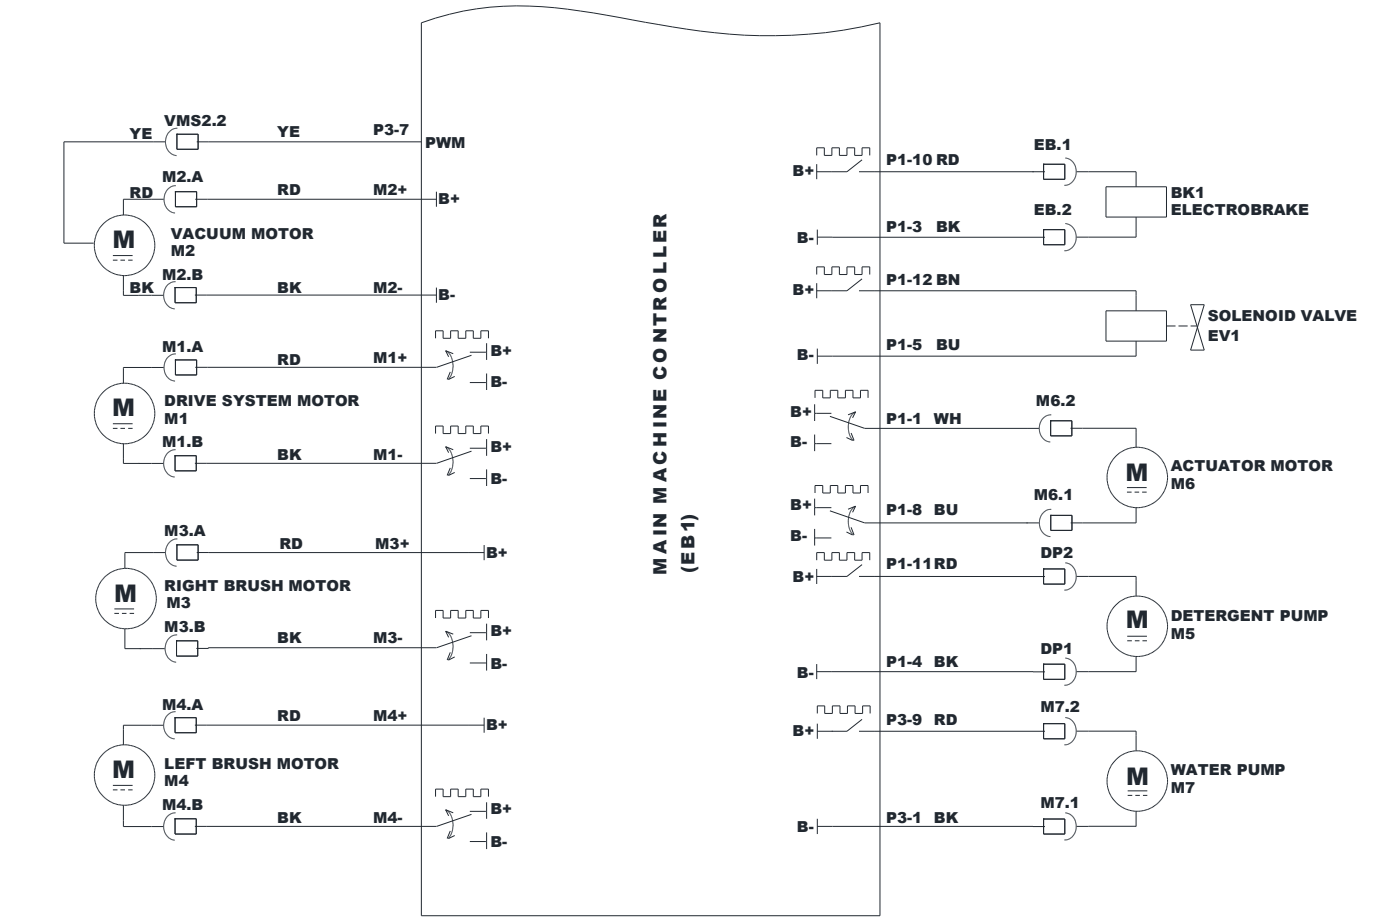 VMS2.2
YE
YE
P3-7
PWM
M2.A
RD
RD
M2+
B+
M
VACUUM MOTOR
M2
M2.B
BK
BK
M2-
B-
M1.A
RD
M1+
B+
B-
M
DRIVE SYSTEM MOTOR
M1
M1.B
BK
M1-
B+
B-
M3.A
RD
M3+
B+
M
RIGHT BRUSH MOTOR
M3
M3.B
BK
M3-
B+
B-
M4.A
RD
M4+
B+
M
LEFT BRUSH MOTOR
M4
M4.B
BK
M4-
B+
B-
MAIN MACHINE CONTROLLER
(EB1)
B+
P1-10 RD
EB.1
BK1
ELECTROBRAKE
EB.2
B-
P1-3 BK
B+
P1-12 BN
SOLENOID VALVE
EV1
B-
P1-5 BU
B+
B-
P1-1 WH
M6.2
M
ACTUATOR MOTOR
M6
B+
B-
P1-8 BU
M6.1
B+
P1-11 RD
DP2
M
DETERGENT PUMP
M5
B-
P1-4 BK
DP1
B+
P3-9 RD
M7.2
M
WATER PUMP
M7
B-
P3-1 BK
M7.1